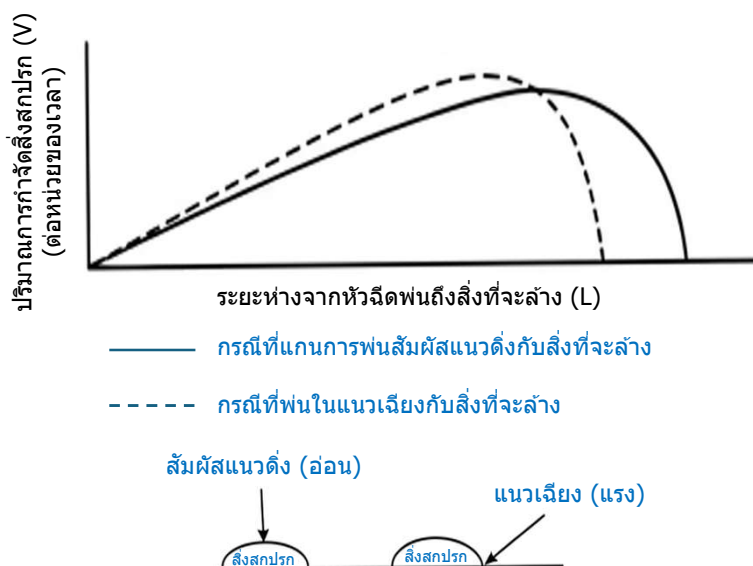 ปริมาณการกำจัดสิ่งสกปรก (V)
(ต่อหน่วยของเวลา)
ระยะห่างจากหัวฉีดพ่นถึงสิ่งที่จะล้าง (L)
กรณีที่แกนการพ่นสัมผัสแนวดิ่งกับสิ่งที่จะล้าง
กรณีที่พ่นในแนวเฉียงกับสิ่งที่จะล้าง
สัมผัสแนวดิ่ง (อ่อน)
แนวเฉียง (แรง)
สิ่งสกปรก
สิ่งสกปรก